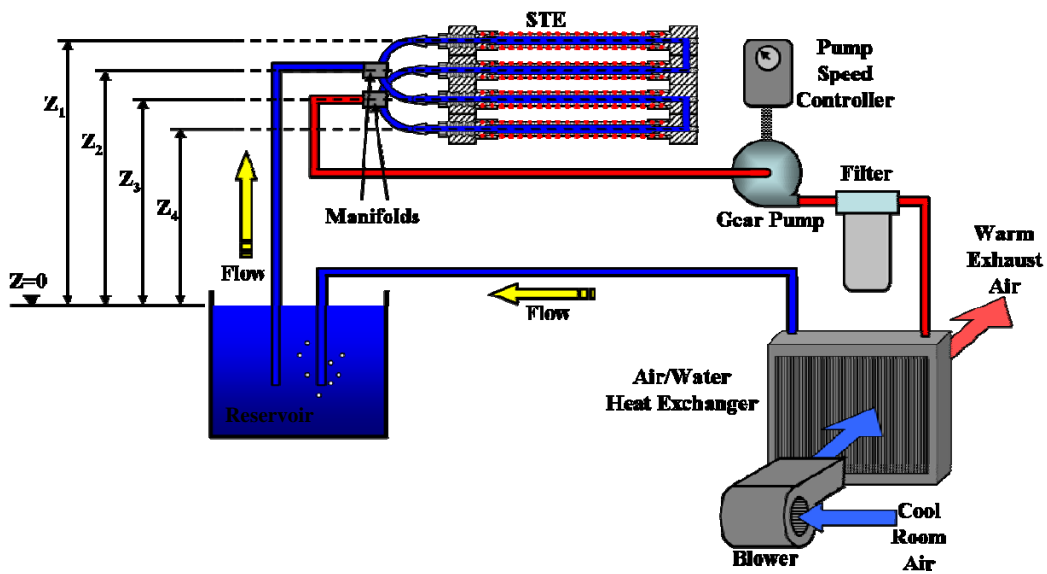 STE
Pump
Speed
Controller
Z1
Z2
Z3
Z4
Manifolds
Filter
Gear Pump
Warm
Exhaust
Air
Z=0
Flow
Flow
Reservoir
Air/Water
Heat Exchanger
Cool
Room
Air
Blower